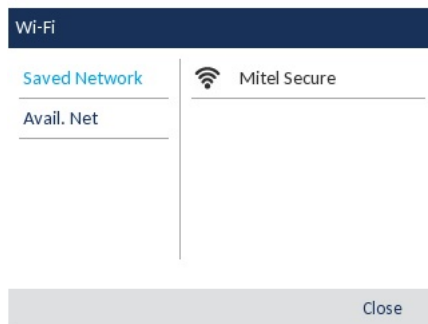 Wi-Fi
Saved Network
Mitel Secure
Avail. Net
Close